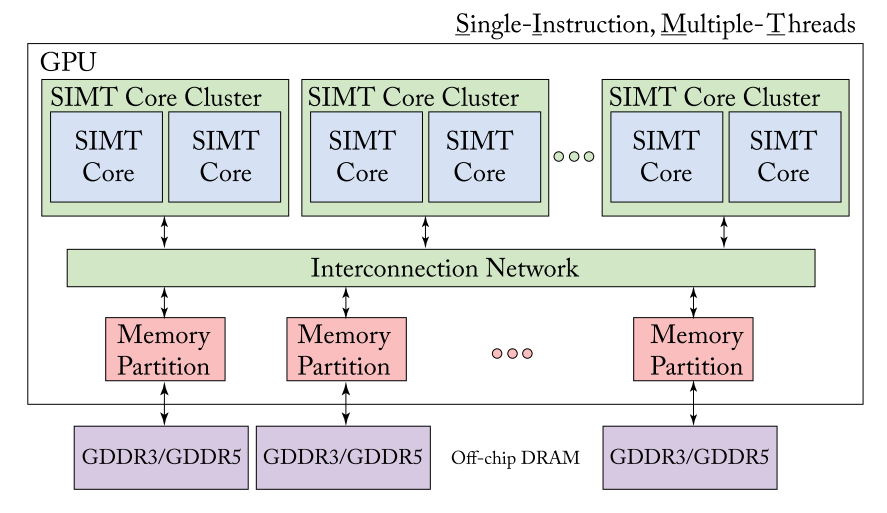 Single-Instruction, Multiple-Threads
GPU
SIMT Core Cluster
SIMT Core
SIMT Core
SIMT Core Cluster
SIMT Core
SIMT Core
SIMT Core Cluster
SIMT Core
SIMT Core
Interconnection Network
Memory
Partition
Memory
Partition
Memory
Partition
GDDR3/GDDR5
GDDR3/GDDR5
Off-chip DRAM
GDDR3/GDDR5